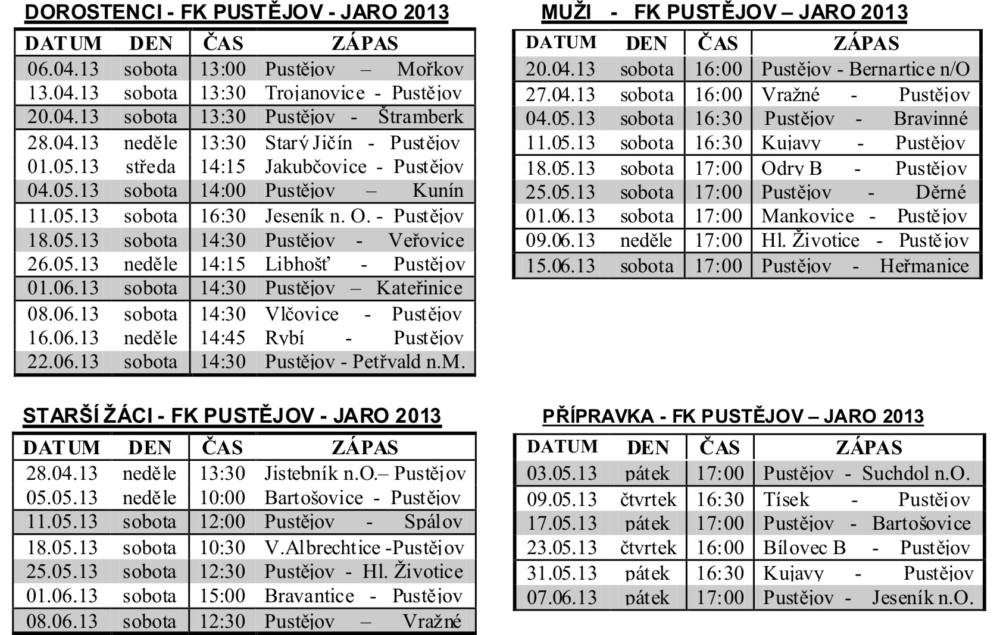 DOROSTENCI - FK PUSTĚJOV - JARO 2013
DATUM DEN ČAS ZÁPAS
06.04.13 sobota 13:00 Pustějov – Mořkov
13.04.13 sobota 13:30 Trojanovice - Pustějov
20.04.13 sobota 13:30 Pustějov - Štramberk
28.04.13 neděle 13:30 Starý Jičín - Pustějov
01.05.13 středa 14:15 Jakubčovice - Pustějov
04.05.13 sobota 14:00 Pustějov – Kunín
11.05.13 sobota 16:30 Jeseník n. O. - Pustějov
18.05.13 sobota 14:30 Pustějov - Veřovice
26.05.13 neděle 14:15 Libhošť - Pustějov
01.06.13 sobota 14:30 Pustějov – Kateřinice
08.06.13 sobota 14:30 Vlčovice - Pustějov
16.06.13 neděle 14:45 Rybí - Pustějov
22.06.13 sobota 14:30 Pustějov - Petřvald n.M.
MUŽI - FK PUSTĚJOV – JARO 2013
DATUM DEN ČAS ZÁPAS
20.04.13 sobota 16:00 Pustějov - Bernartice n/O
27.04.13 sobota 16:00 Vražné - Pustějov
04.05.13 sobota 16:30 Pustějov - Bravinné
11.05.13 sobota 16:30 Kujavy - Pustějov
18.05.13 sobota 17:00 Odry B - Pustějov
25.05.13 sobota 17:00 Pustějov - Děrné
01.06.13 sobota 17:00 Mankovice - Pustějov
09.06.13 neděle 17:00 Hl. Životice - Pustějov
15.06.13 sobota 17:00 Pustějov - Heřmanice
STARŠÍ ŽÁCI - FK PUSTĚJOV - JARO 2013
DATUM DEN ČAS ZÁPAS
28.04.13 neděle 13:30 Jistebník n.O.– Pustějov
05.05.13 neděle 10:00 Bartošovice - Pustějov
11.05.13 sobota 12:00 Pustějov - Spálov
18.05.13 sobota 10:30 V.Albrechtice -Pustějov
25.05.13 sobota 12:30 Pustějov - Hl. Životice
01.06.13 sobota 15:00 Bravantice - Pustějov
08.06.13 sobota 12:30 Pustějov – Vražné
PŘÍPRAVKA - FK PUSTĚJOV – JARO 2013
DATUM DEN ČAS ZÁPAS
03.05.13 pátek 17:00 Pustějov - Suchdol n.O.
09.05.13 čtvrtek 16:30 Tísek - Pustějov
17.05.13 pátek 17:00 Pustějov - Bartošovice
23.05.13 čtvrtek 16:00 Bílovec B - Pustějov
31.05.13 pátek 16:30 Kujavy - Pustějov
07.06.13 pátek 17:00 Pustějov - Jeseník n.O.